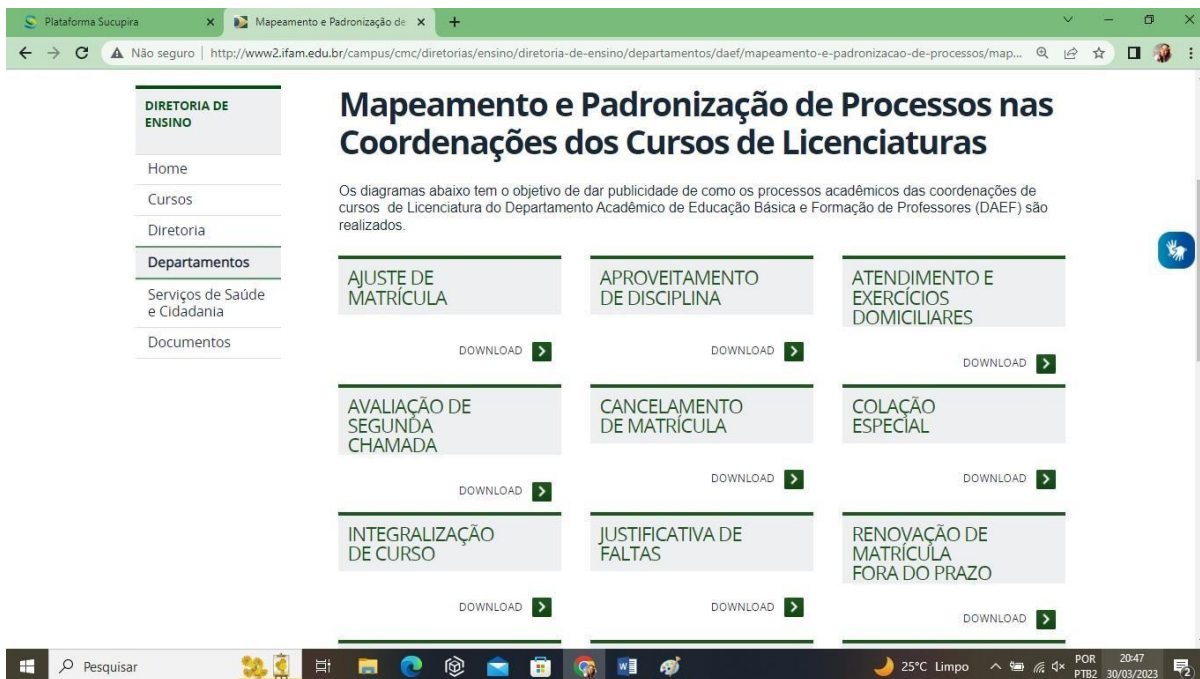 Plataforma Sucupira
Mapeamento e Padronização de
Não seguro
http://www2.ifam.edu.br/campus/cmc/diretorias/ensino/diretoria-de-ensino/departamentos/daef/mapeamento-e-padronizacao-de-processos/map...
DIRETORIA DE
ENSINO
Home
Cursos
Diretoria
Departamentos
Serviços de Saúde
e Cidadania
Documentos
Mapeamento e Padronização de Processos nas
Coordenações dos Cursos de Licenciaturas
Os diagramas abaixo tem o objetivo de dar publicidade de como os processos acadêmicos das coordenações de
cursos de Licenciatura do Departamento Acadêmico de Educação Básica e Formação de Professores (DAEF) são
realizados.
AJUSTE DE
MATRÍCULA
DOWNLOAD
APROVEITAMENTO
DE DISCIPLINA
DOWNLOAD
ATENDIMENTO E
EXERCÍCIOS
DOMICILIARES
DOWNLOAD
AVALIAÇÃO DE
SEGUNDA
CHAMADA
DOWNLOAD
CANCELAMENTO
DE MATRÍCULA
DOWNLOAD
COLAÇÃO
ESPECIAL
DOWNLOAD
INTEGRALIZAÇÃO
DE CURSO
DOWNLOAD
JUSTIFICATIVA DE
FALTAS
DOWNLOAD
RENOVAÇÃO DE
MATRÍCULA
FORA DO PRAZO
DOWNLOAD
Pesquisar
25°C Limpo
POR
PTB2
20:47
30/03/2023
2